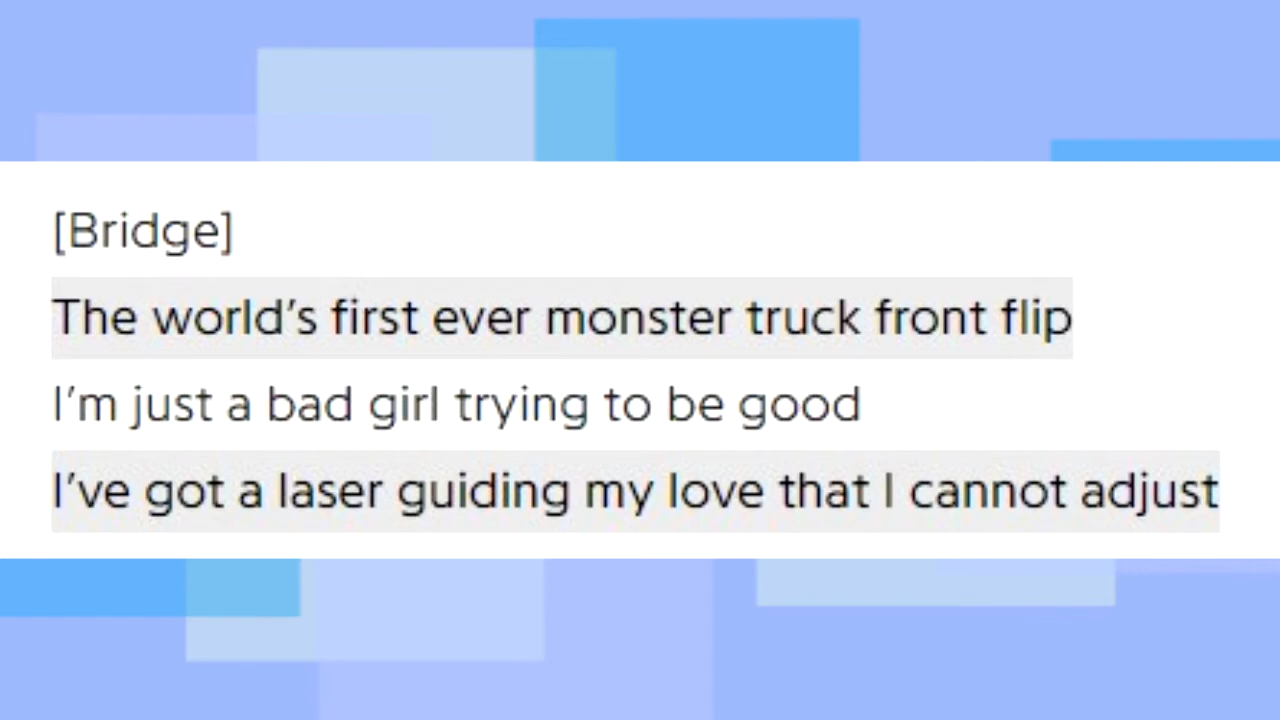 [Bridge]
The world’s first ever monster truck front flip
I’m just a bad girl trying to be good
I’ve got a laser guiding my love that I cannot adjust